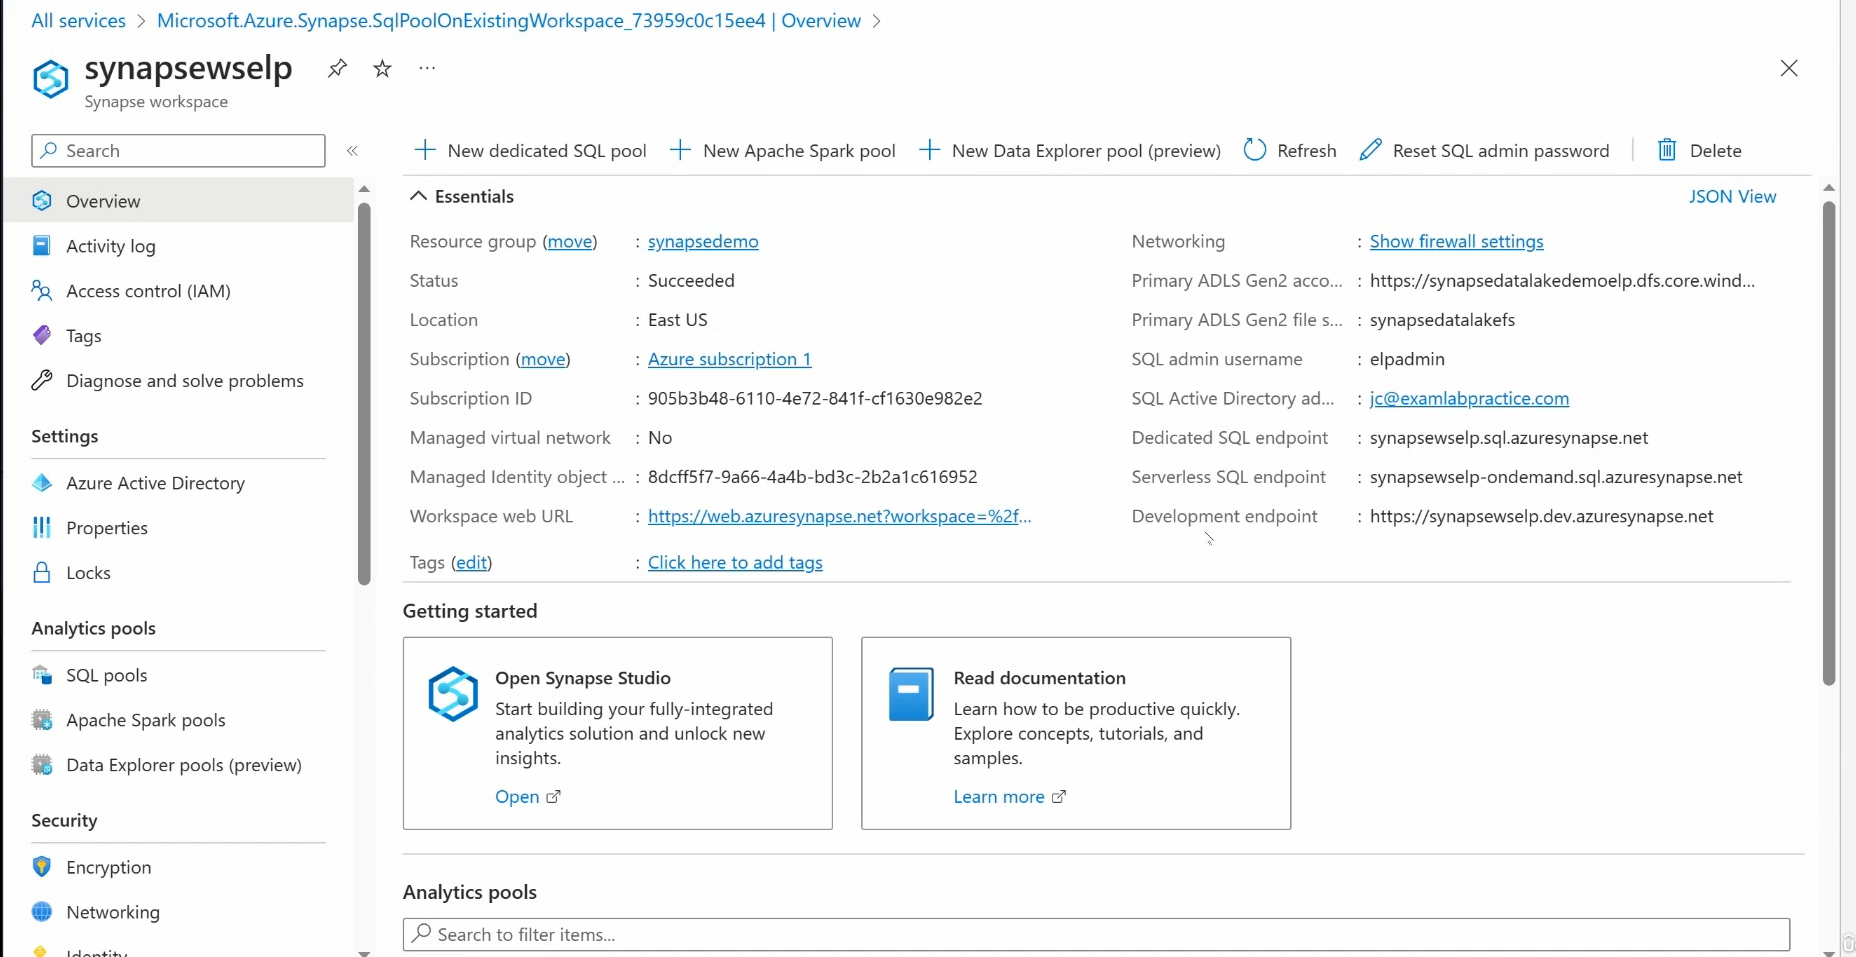 All services > Microsoft.Azure.Synapse.SqlPoolOnExistingWorkspace_73959c0c15ee4 | Overview >
synapsewselp
Synapse workspace
Search
«
Overview
Activity log
Access control (IAM)
Tags
Diagnose and solve problems
Settings
Azure Active Directory
Properties
Locks
Analytics pools
SQL pools
Apache Spark pools
Data Explorer pools (preview)
Security
Encryption
Networking
Identity
New dedicated SQL pool
New Apache Spark pool
New Data Explorer pool (preview)
Refresh
Reset SQL admin password
Delete
Essentials
JSON View
Resource group (move) : synapsedemo
Status : Succeeded
Location : East US
Subscription (move) : Azure subscription 1
Subscription ID : 905b3b48-6110-4e72-841f-cf1630e982e2
Managed virtual network : No
Managed Identity object ... : 8dcff5f7-9a66-4a4b-bd3c-2b2a1c616952
Workspace web URL : https://web.azuresynapse.net?workspace=%2f...
Tags (edit) : Click here to add tags
Networking : Show firewall settings
Primary ADLS Gen2 acco... : https://synapsedatalakedemoelp.dfs.core.wind...
Primary ADLS Gen2 file s... : synapsedatalakefs
SQL admin username : elpadmin
SQL Active Directory ad... : jc@examlabpractice.com
Dedicated SQL endpoint : synapsewselp.sql.azuresynapse.net
Serverless SQL endpoint : synapsewselp-ondemand.sql.azuresynapse.net
Development endpoint : https://synapsewselp.dev.azuresynapse.net
Getting started
Open Synapse Studio
Start building your fully-integrated
analytics solution and unlock new
insights.
Open
Read documentation
Learn how to be productive quickly.
Explore concepts, tutorials, and
samples.
Learn more
Analytics pools
Search to filter items...